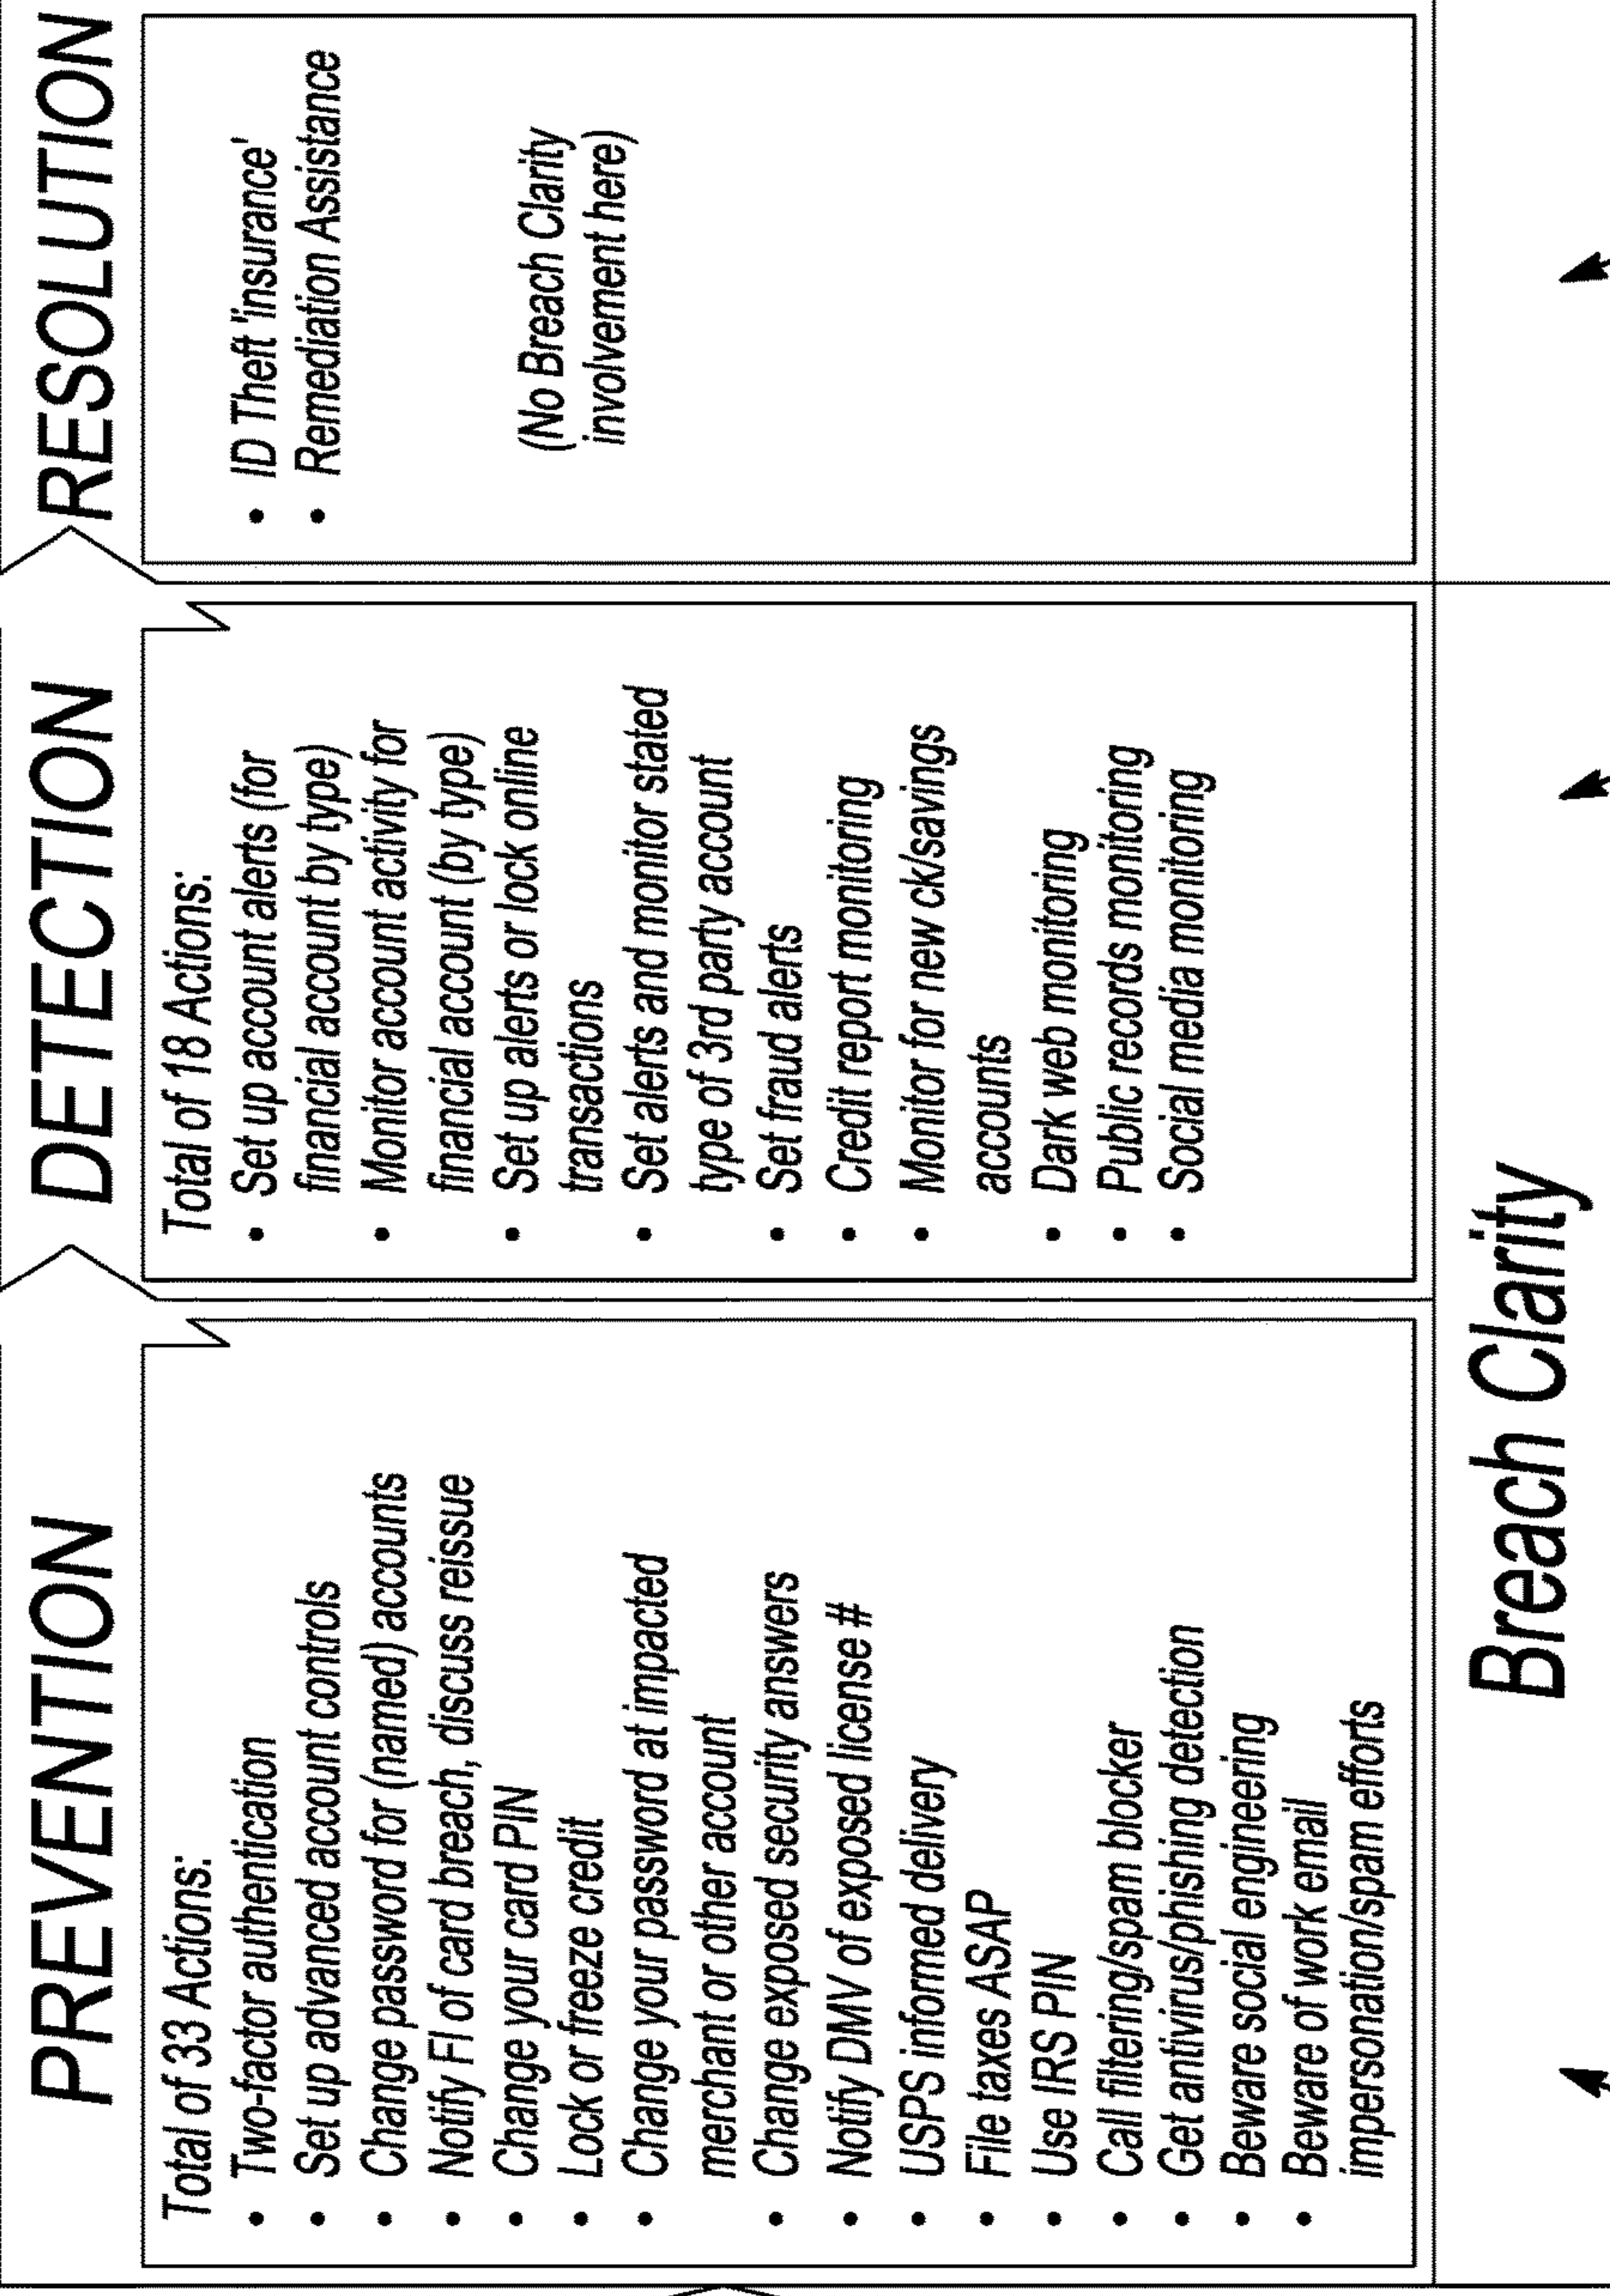 PREVENTION
Total of 33 Actions:
• Two-factor authentication
• Set up advanced account controls
• Change password for (named) accounts
• Notify FI of card breach, discuss reissue
• Change your card PIN
• Lock or freeze credit
• Change your password at impacted
merchant or other account
• Change exposed security answers
• Notify DMV of exposed license #
• USPS informed delivery
• File taxes ASAP
• Use IRS PIN
• Call filtering/spam blocker
• Get antivirus/phishing detection
• Beware social engineering
• Beware of work email
impersonation/spam efforts
DETECTION
Total of 18 Actions:
• Set up account alerts (for
financial account by type)
• Monitor account activity for
financial account (by type)
• Set up alerts or lock online
transactions
• Set alerts and monitor stated
type of 3rd party account
• Set fraud alerts
• Credit report monitoring
• Monitor for new ck/savings
accounts
• Dark web monitoring
• Public records monitoring
• Social media monitoring
RESOLUTION
• ID Theft 'insurance'
• Remediation Assistance
(No Breach Clarity
involvement here)
Breach Clarity